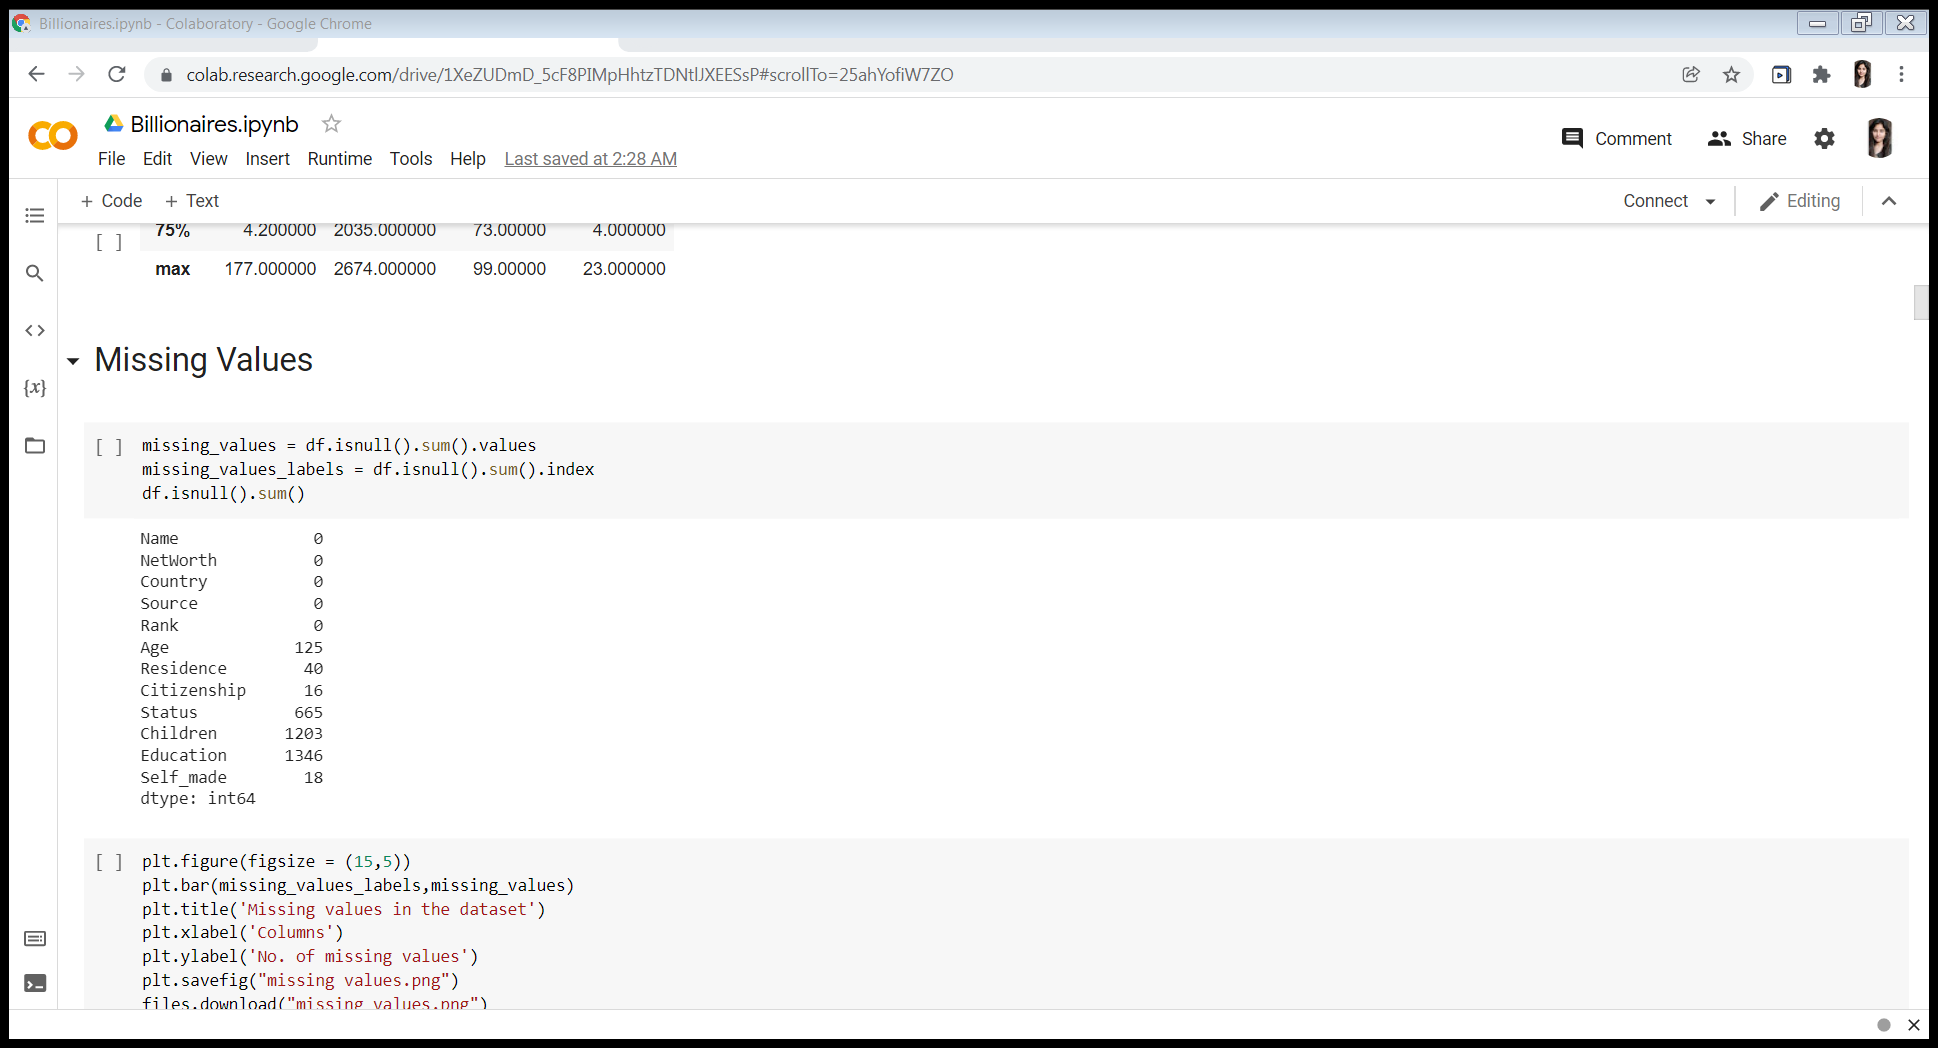 Billionaires.ipynb - Colaboratory - Google Chrome
colab.research.google.com/drive/1XeZUDmD_5cF8PIMpHhtzTDNtlJXEESsP#scrollTo=25ahYofiW7ZO
Billionaires.ipynb
Comment Share
File Edit View Insert Runtime Tools Help Last saved at 2:28 AM
+ Code + Text Connect Editing
[ ] 75% 4.200000 2035.000000 73.00000 4.000000
max 177.000000 2674.000000 99.00000 23.000000
Missing Values
[ ] missing_values = df.isnull().sum().values
missing_values_labels = df.isnull().sum().index
df.isnull().sum()
Name 0
NetWorth 0
Country 0
Source 0
Rank 0
Age 125
Residence 40
Citizenship 16
Status 665
Children 1203
Education 1346
Self_made 18
dtype: int64
[ ] plt.figure(figsize = (15,5))
plt.bar(missing_values_labels,missing_values)
plt.title('Missing values in the dataset')
plt.xlabel('Columns')
plt.ylabel('No. of missing values')
plt.savefig("missing values.png")
files.download("missing values.png")